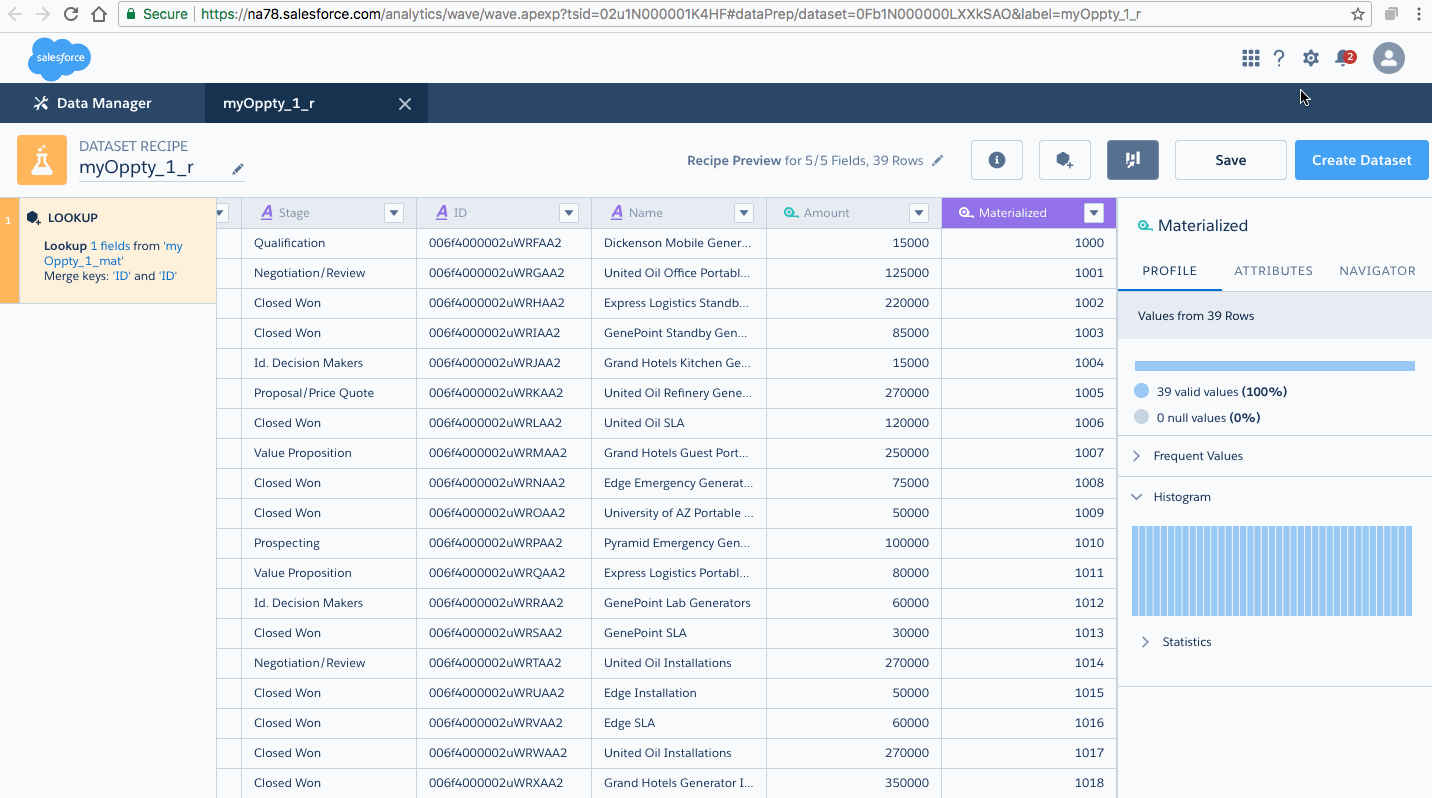 Secure https://na78.salesforce.com/analytics/wave/wave.apexp?tsid=02u1N000001K4HF#dataPrep/dataset=0Fb1N000000LXXkSAO&label=myOppty_1_r
salesforce
2
Data Manager myOppty_1_r
DATASET RECIPE
myOppty_1_r
Recipe Preview for 5/5 Fields, 39 Rows
Save Create Dataset
1
LOOKUP
Lookup 1 fields from 'my
Oppty_1_mat'
Merge keys: 'ID' and 'ID'
A Stage A ID A Name Amount Materialized
Qualification 006f4000002uWRFAA2 Dickenson Mobile Gener... 15000 1000
Negotiation/Review 006f4000002uWRGAA2 United Oil Office Portabl... 125000 1001
Closed Won 006f4000002uWRHAA2 Express Logistics Standb... 220000 1002
Closed Won 006f4000002uWRIAA2 GenePoint Standby Gen... 85000 1003
Id. Decision Makers 006f4000002uWRJAA2 Grand Hotels Kitchen Ge... 15000 1004
Proposal/Price Quote 006f4000002uWRKAA2 United Oil Refinery Gene... 270000 1005
Closed Won 006f4000002uWRLAA2 United Oil SLA 120000 1006
Value Proposition 006f4000002uWRMAA2 Grand Hotels Guest Port... 250000 1007
Closed Won 006f4000002uWRNAA2 Edge Emergency Generat... 75000 1008
Closed Won 006f4000002uWROAA2 University of AZ Portable ... 50000 1009
Prospecting 006f4000002uWRPAA2 Pyramid Emergency Gen... 100000 1010
Value Proposition 006f4000002uWRQAA2 Express Logistics Portabl... 80000 1011
Id. Decision Makers 006f4000002uWRRAA2 GenePoint Lab Generators 60000 1012
Closed Won 006f4000002uWRSAA2 GenePoint SLA 30000 1013
Negotiation/Review 006f4000002uWRTAA2 United Oil Installations 270000 1014
Closed Won 006f4000002uWRUAA2 Edge Installation 50000 1015
Closed Won 006f4000002uWRVAA2 Edge SLA 60000 1016
Closed Won 006f4000002uWRWAA2 United Oil Installations 270000 1017
Closed Won 006f4000002uWRXAA2 Grand Hotels Generator I... 350000 1018
Materialized
PROFILE ATTRIBUTES NAVIGATOR
Values from 39 Rows
39 valid values (100%)
0 null values (0%)
Frequent Values
Histogram
Statistics